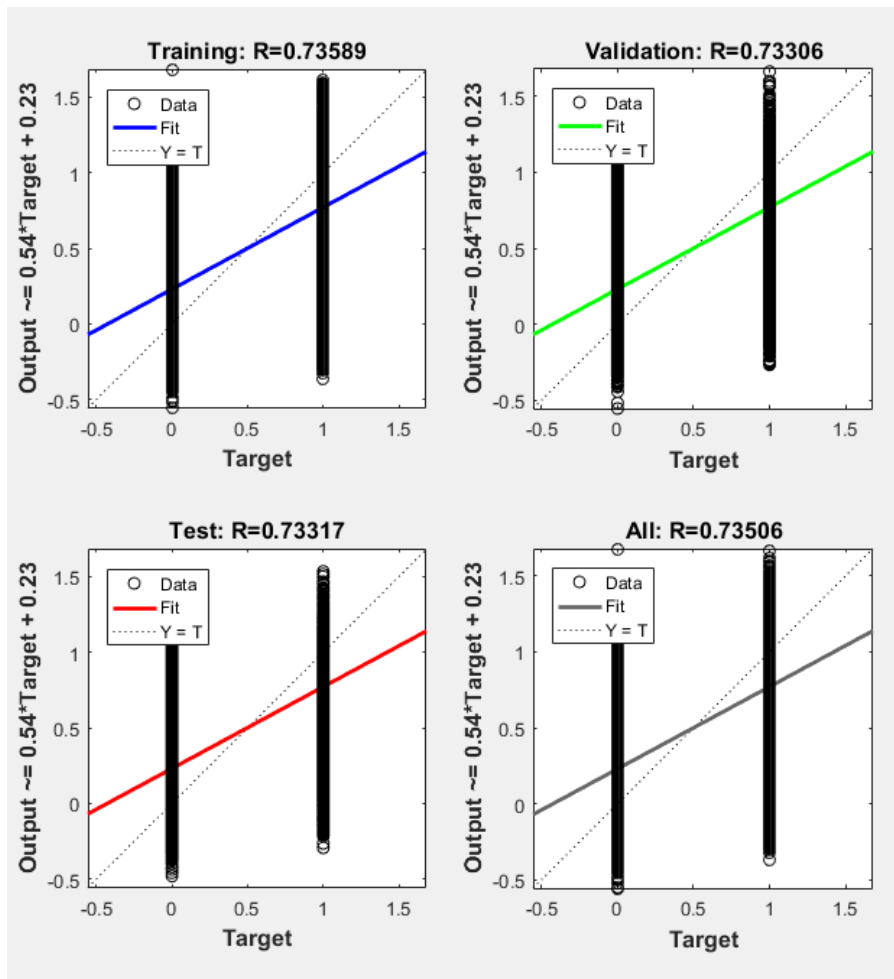 Training: R=0.73589
Output ~= 0.54*Target + 0.23
1.5
1
0.5
0
-0.5
Data
Fit
Y = T
-0.5 0 0.5 1 1.5
Target
Validation: R=0.73306
Output ~= 0.54*Target + 0.23
1.5
1
0.5
0
-0.5
Data
Fit
Y = T
-0.5 0 0.5 1 1.5
Target
Test: R=0.73317
Output ~= 0.54*Target + 0.23
1.5
1
0.5
0
-0.5
Data
Fit
Y = T
-0.5 0 0.5 1 1.5
Target
All: R=0.73506
Output ~= 0.54*Target + 0.23
1.5
1
0.5
0
-0.5
Data
Fit
Y = T
-0.5 0 0.5 1 1.5
Target